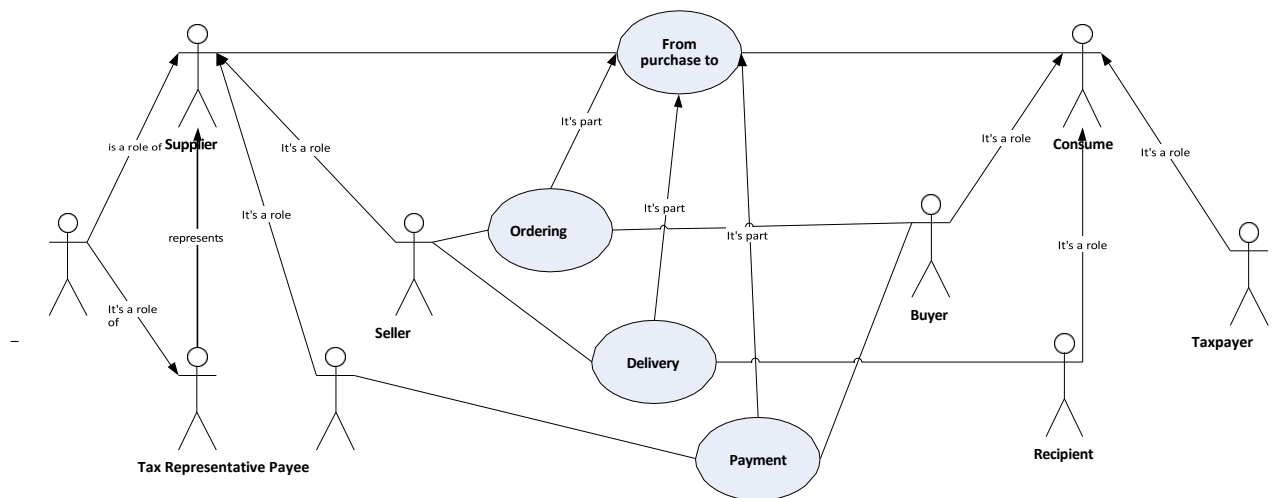 From
purchase to
It's part
is a role of
Supplier
It's a role
It's a role
Consume
It's a role
It's a role
It's part
It's a role
represents
Ordering
It's part
It's a role
of
Seller
Buyer
Taxpayer
–
Delivery
Recipient
Payment
Tax Representative Payee